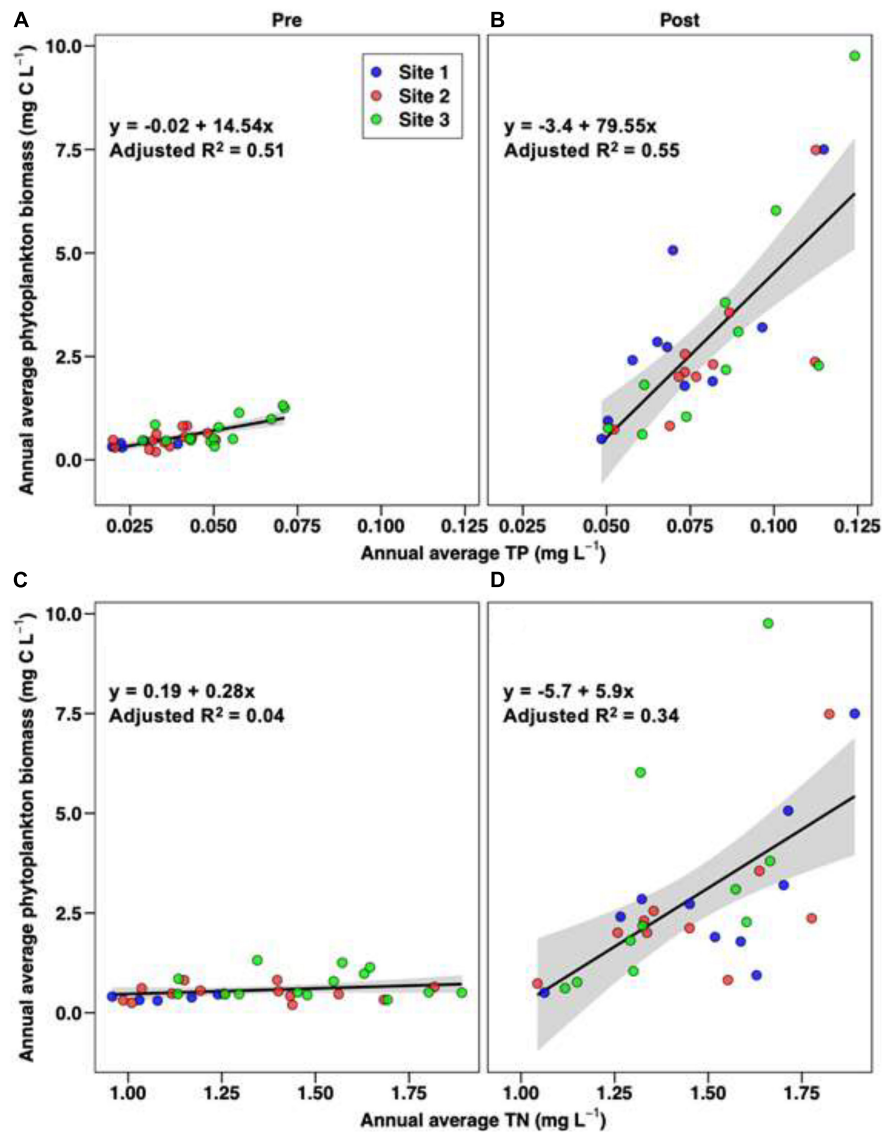 A Pre B Post
Annual average phytoplankton biomass (mg C L⁻¹)
10.0
7.5
5.0
2.5
0.0
Site 1
Site 2
Site 3
y = -0.02 + 14.54x
Adjusted R² = 0.51
y = -3.4 + 79.55x
Adjusted R² = 0.55
0.025 0.050 0.075 0.100 0.125 0.025 0.050 0.075 0.100 0.125
Annual average TP (mg L⁻¹)
C D
Annual average phytoplankton biomass (mg C L⁻¹)
10.0
7.5
5.0
2.5
0.0
y = 0.19 + 0.28x
Adjusted R² = 0.04
y = -5.7 + 5.9x
Adjusted R² = 0.34
1.00 1.25 1.50 1.75 1.00 1.25 1.50 1.75
Annual average TN (mg L⁻¹)